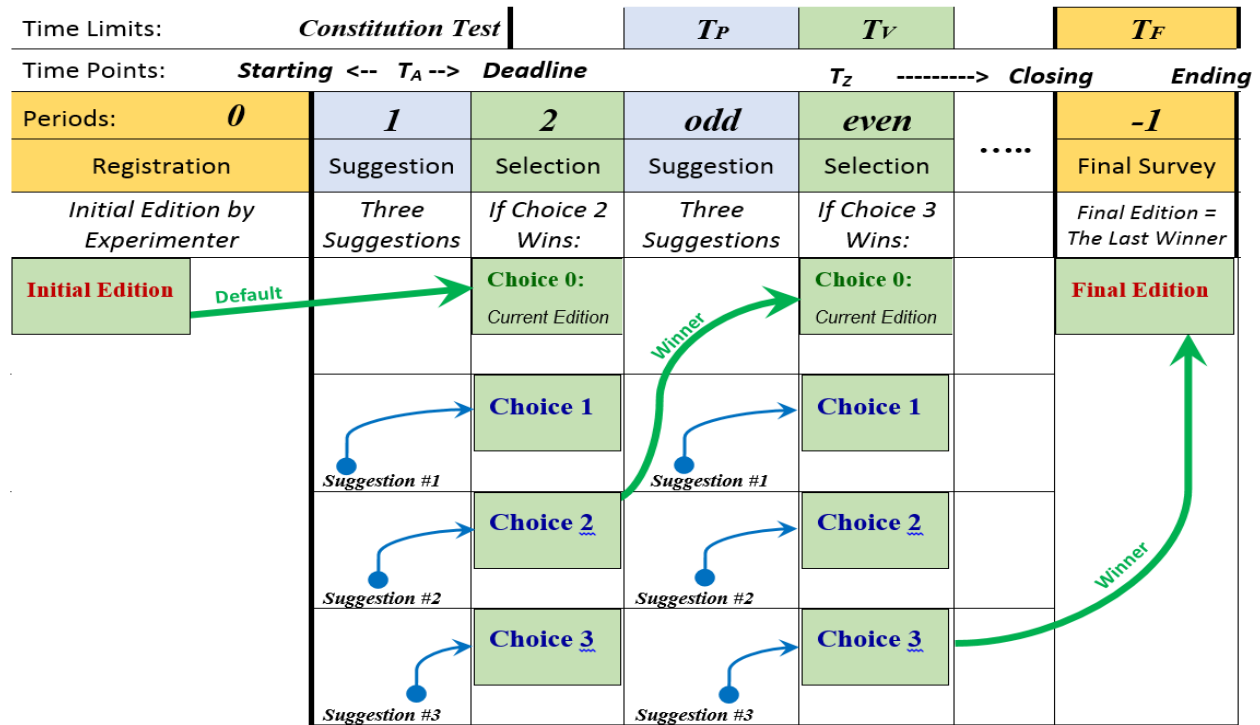 Time Limits: Constitution Test TP TV TF
Time Points: Starting <-- TA --> Deadline TZ ---------> Closing Ending
Periods: 0 1 2 odd even ..... -1
Registration Suggestion Selection Suggestion Selection Final Survey
Initial Edition by Experimenter
Three Suggestions
If Choice 2 Wins:
Three Suggestions
If Choice 3 Wins:
Final Edition = The Last Winner
Initial Edition
Default
Choice 0:
Current Edition
Winner
Choice 0:
Current Edition
Final Edition
Choice 1
Choice 1
Suggestion #1
Suggestion #1
Choice 2
Choice 2
Winner
Suggestion #2
Suggestion #2
Choice 3
Choice 3
Suggestion #3
Suggestion #3